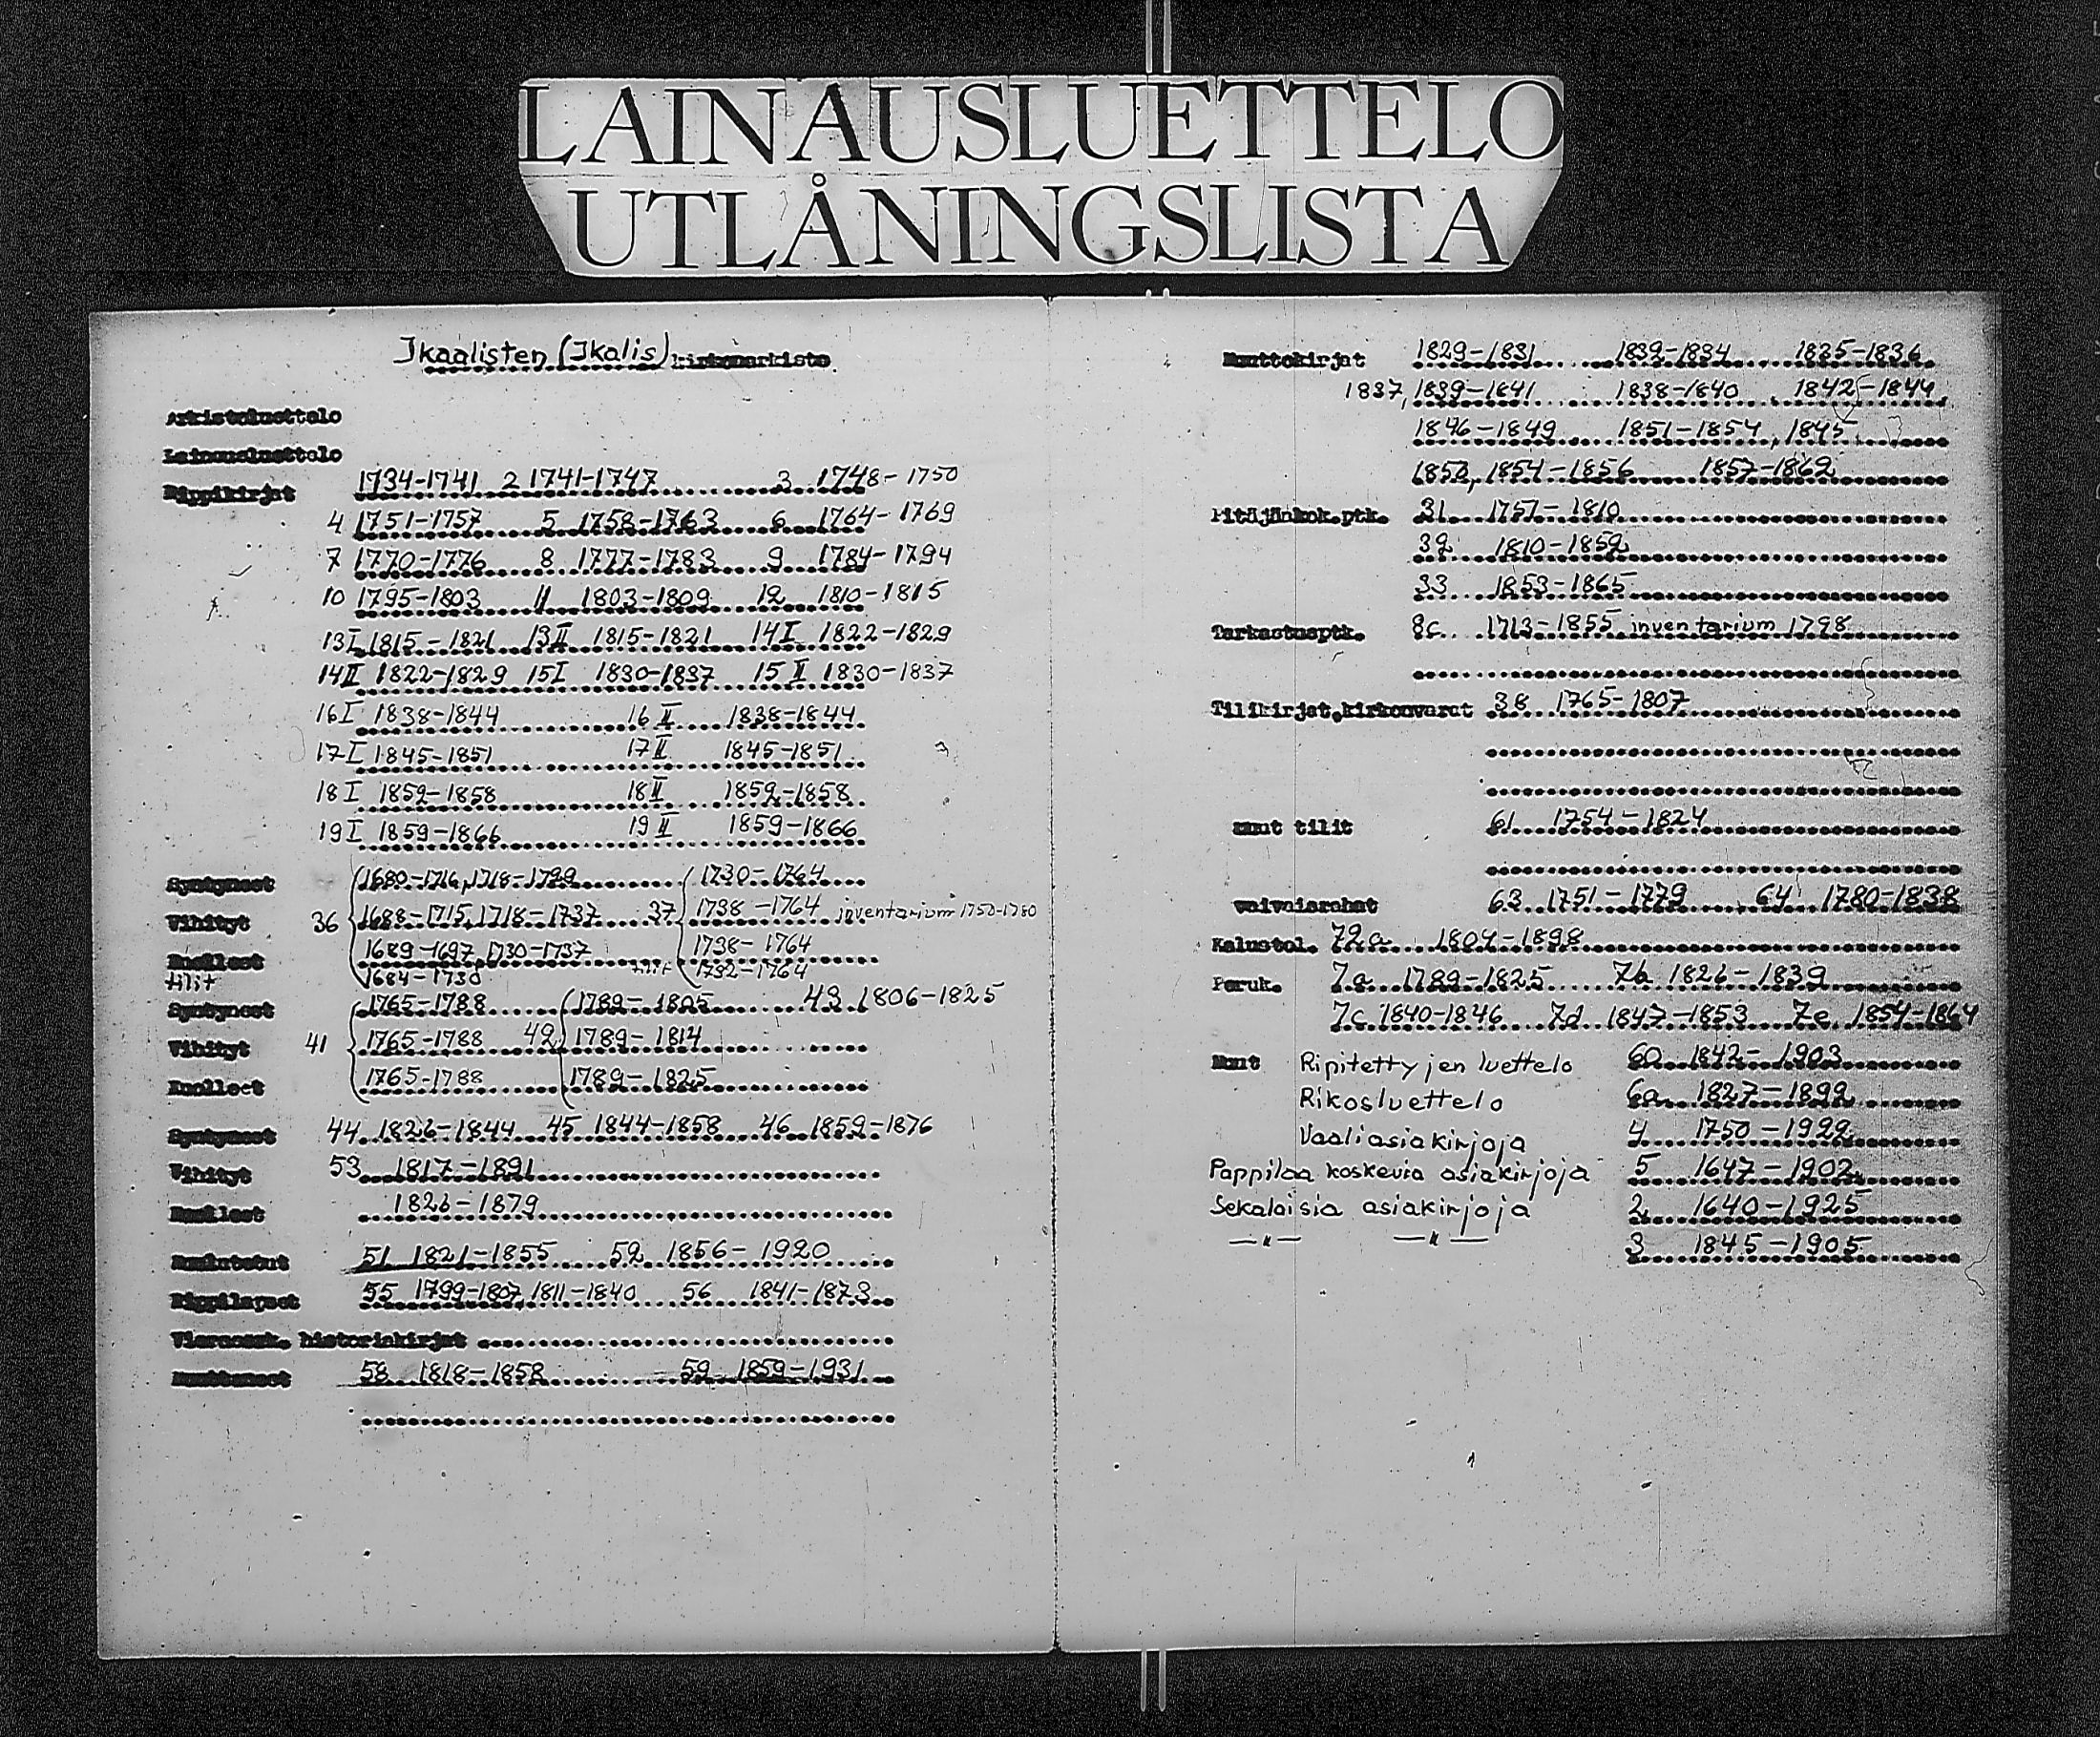 LAINAUSLUETTELO
UTLÅNINGSLISTA
Ikaalisten (Ikalis) kirkonarkisto.
Arkistoluettelo
Lainausluettelo
Rippikirjat 1734-1741 2 1741-1747 3 1748-1750
4 1751-1757 5 1758-1763 6 1764-1769
7 1770-1776 8 1777-1783 9 1784-1794
10 1795-1803 11 1803-1809 12 1810-1815
13I 1815-1821 13II 1815-1821 14I 1822-1829
14II 1822-1829 15I 1830-1837 15II 1830-1837
16I 1838-1844 16II 1838-1844
17I 1845-1851 17II 1845-1851
18I 1852-1858 18II 1852-1858
19I 1859-1866 19II 1859-1866
Syntyneet 1680-1716, 1718-1729 1730-1764
Vihityt 36 1688-1715, 1718-1737 37 1738-1764 inventarium 1750-1780
Kuolleet 1689-1697, 1730-1737 1738-1764
tilit 1684-1730 tilit 1732-1764
Syntyneet 1765-1788 1789-1805 43 1806-1825
Vihityt 41 1765-1788 42 1789-1814
Kuolleet 1765-1788 1789-1825
Syntyneet 44 1826-1844 45 1844-1858 46 1859-1876
Vihityt 53 1817-1891
Kuolleet 1826-1879
Kuulutetut 51 1821-1855 52 1856-1920
Rippilapset 55 1799-1807, 1811-1840 56 1841-1873
Vieraosak. historiakirjat
Muuttaneet 58 1818-1858 59 1859-1931
Muuttokirjat 1829-1831 1832-1834 1835-1836
1837, 1839-1841 1838-1840 1842-1844,
1846-1849 1851-1854, 1845
1850, 1854-1856 1857-1862
Pitäjänkok.ptk. 31 1757-1810
32 1810-1852
33 1853-1865
Tarkastusptk. 8c 1713-1855 inventarium 1798
Tilikirjat, kirkonvarat 38 1765-1807
muut tilit 61 1754-1824
vaivaisrahat 63 1751-1779 64 1780-1838
Kalustol. 72a 1804-1898
Peruk. 7a 1789-1825 7b 1826-1839
7c 1840-1846 7d 1847-1853 7e 1854-1864
Muut Ripitettyjen luettelo 60 1842-1903
Rikosluettelo 6a 1827-1899
Vaaliasiakirjoja 4 1750-1922
Pappilaa koskevia asiakirjoja 5 1647-1902
Sekalaisia asiakirjoja 2 1640-1925
—"— —"— 3 1845-1905